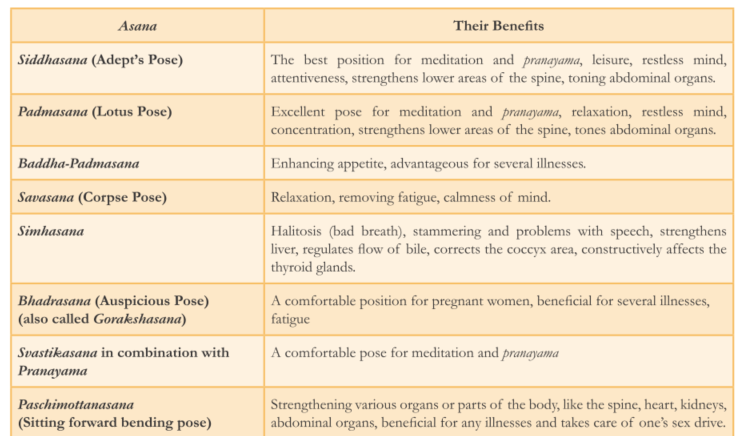 Asana
Their Benefits
Siddhasana (Adept's Pose)
The best position for meditation and pranayama, leisure, restless mind,
attentiveness, strengthens lower areas of the spine, toning abdominal organs.
Padmasana (Lotus Pose)
Excellent pose for meditation and pranayama, relaxation, restless mind,
concentration, strengthens lower areas of the spine, tones abdominal organs.
Baddha-Padmasana
Enhancing appetite, advantageous for several illnesses.
Savasana (Corpse Pose)
Relaxation, removing fatigue, calmness of mind.
Simhasana
Halitosis (bad breath), stammering and problems with speech, strengthens
liver, regulates flow of bile, corrects the coccyx area, constructively affects the
thyroid glands.
Bhadrasana (Auspicious Pose)
(also called Gorakshasana)
A comfortable position for pregnant women, beneficial for several illnesses,
fatigue
Svastikasana in combination with
Pranayama
A comfortable pose for meditation and pranayama
Paschimottanasana
(Sitting forward bending pose)
Strengthening various organs or parts of the body, like the spine, heart, kidneys,
abdominal organs, beneficial for any illnesses and takes care of one's sex drive.